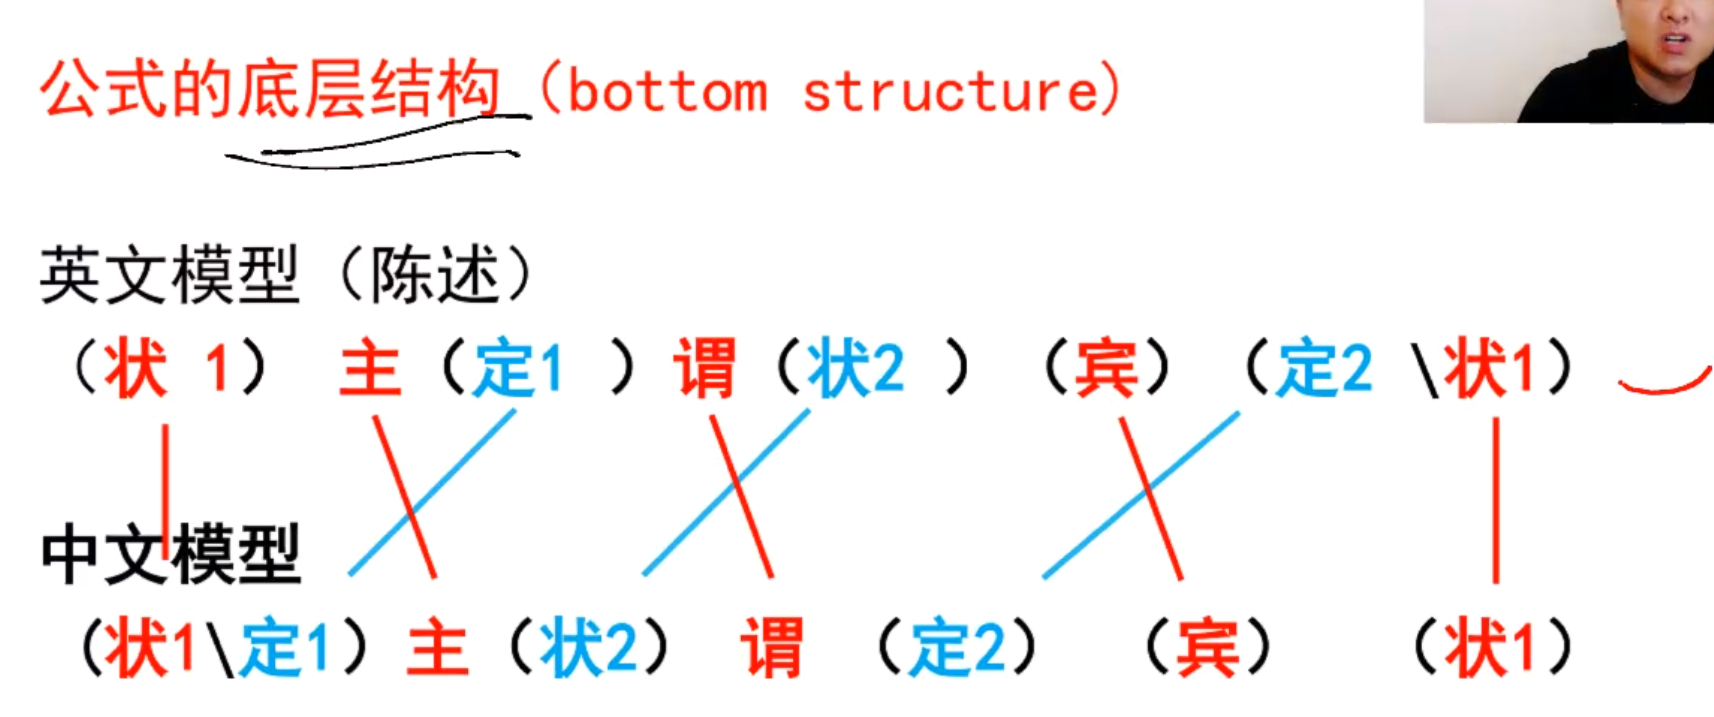 公式的底层结构（bottom structure）
英文模型（陈述）
（状 1） 主（定1 ）谓（状2 ）（宾）（定2 \状1）
中文模型
（状1\定1）主（状2） 谓 （定2） （宾） （状1）